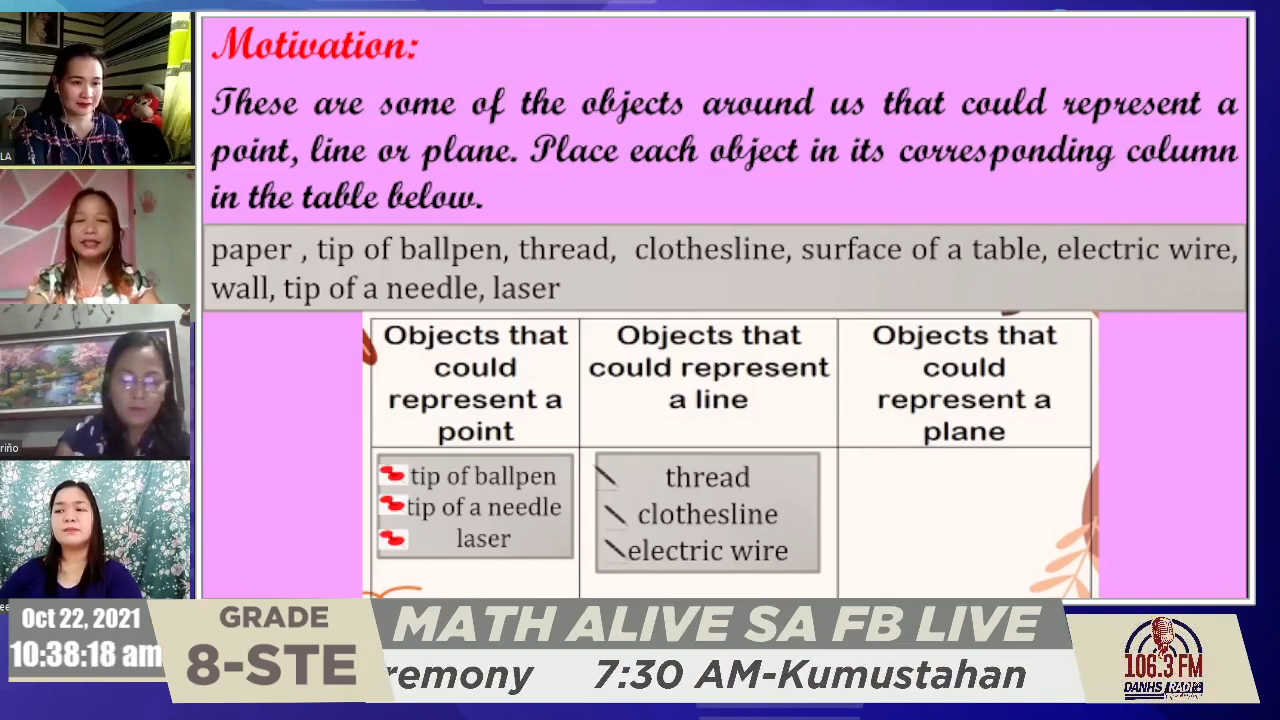 Motivation:
These are some of the objects around us that could represent a
point, line or plane. Place each object in its corresponding column
in the table below.
paper , tip of ballpen, thread, clothesline, surface of a table, electric wire,
wall, tip of a needle, laser
Objects that
could
represent a
point
Objects that
could represent
a line
Objects that
could
represent a
plane
tip of ballpen
tip of a needle
laser
thread
clothesline
electric wire
LA
riño
Oct 22, 2021
10:38:18 am
GRADE
8-STE
MATH ALIVE SA FB LIVE
remony 7:30 AM-Kumustahan
106.3 FM
DANHS RADIO